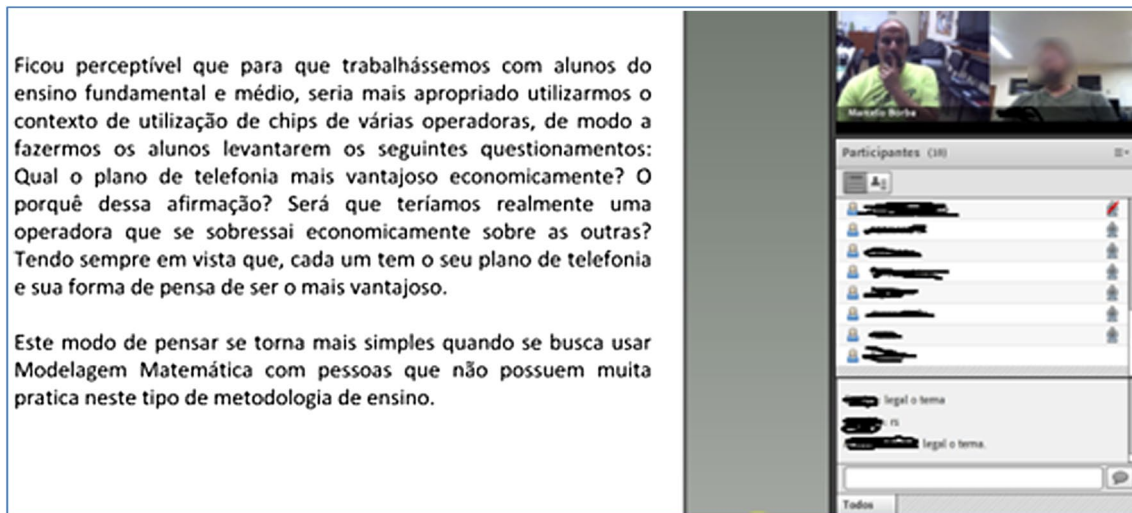 Ficou perceptível que para que trabalhássemos com alunos do
ensino fundamental e médio, seria mais apropriado utilizarmos o
contexto de utilização de chips de várias operadoras, de modo a
fazermos os alunos levantarem os seguintes questionamentos:
Qual o plano de telefonia mais vantajoso economicamente? O
porquê dessa afirmação? Será que teríamos realmente uma
operadora que se sobressai economicamente sobre as outras?
Tendo sempre em vista que, cada um tem o seu plano de telefonia
e sua forma de pensa de ser o mais vantajoso.
Este modo de pensar se torna mais simples quando se busca usar
Modelagem Matemática com pessoas que não possuem muita
pratica neste tipo de metodologia de ensino.
Marcelo Borba
Participantes (10)
legal o tema
: rs
legal o tema.
Todos